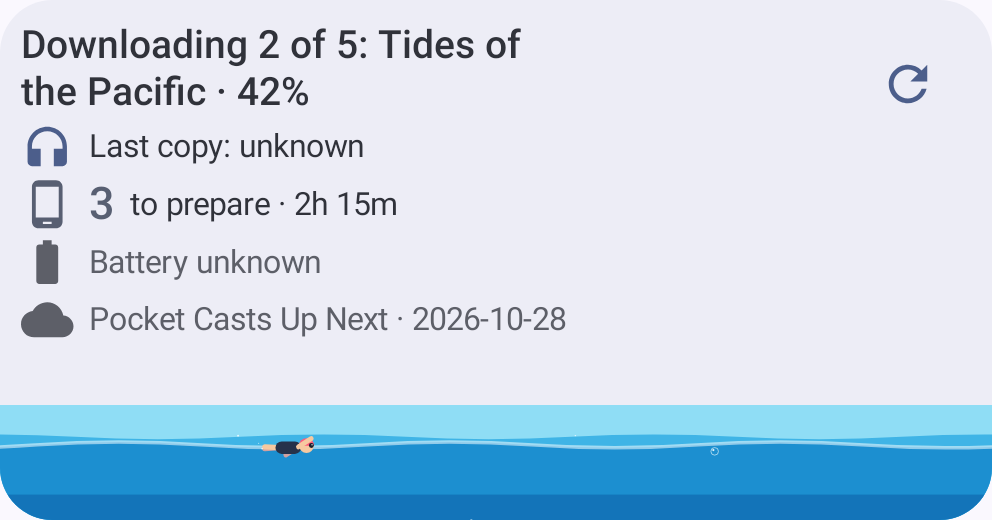 Downloading 2 of 5: Tides of
the Pacific · 42%
Last copy: unknown
3 to prepare · 2h 15m
Battery unknown
Pocket Casts Up Next · 2026-10-28